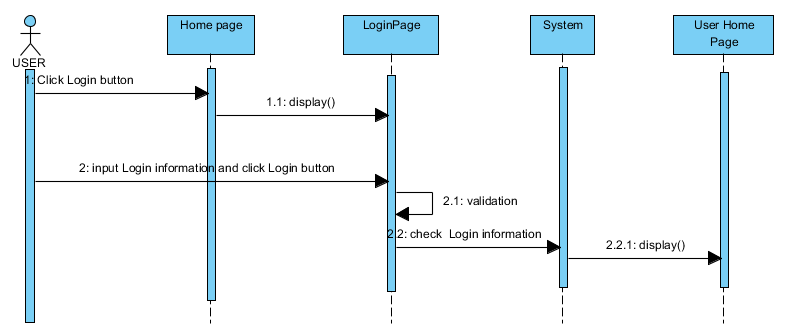 Home page
LoginPage
System
User Home
Page
USER
1: Click Login button
1.1: display()
2: input Login information and click Login button
2.1: validation
2.2: check  Login information
2.2.1: display()